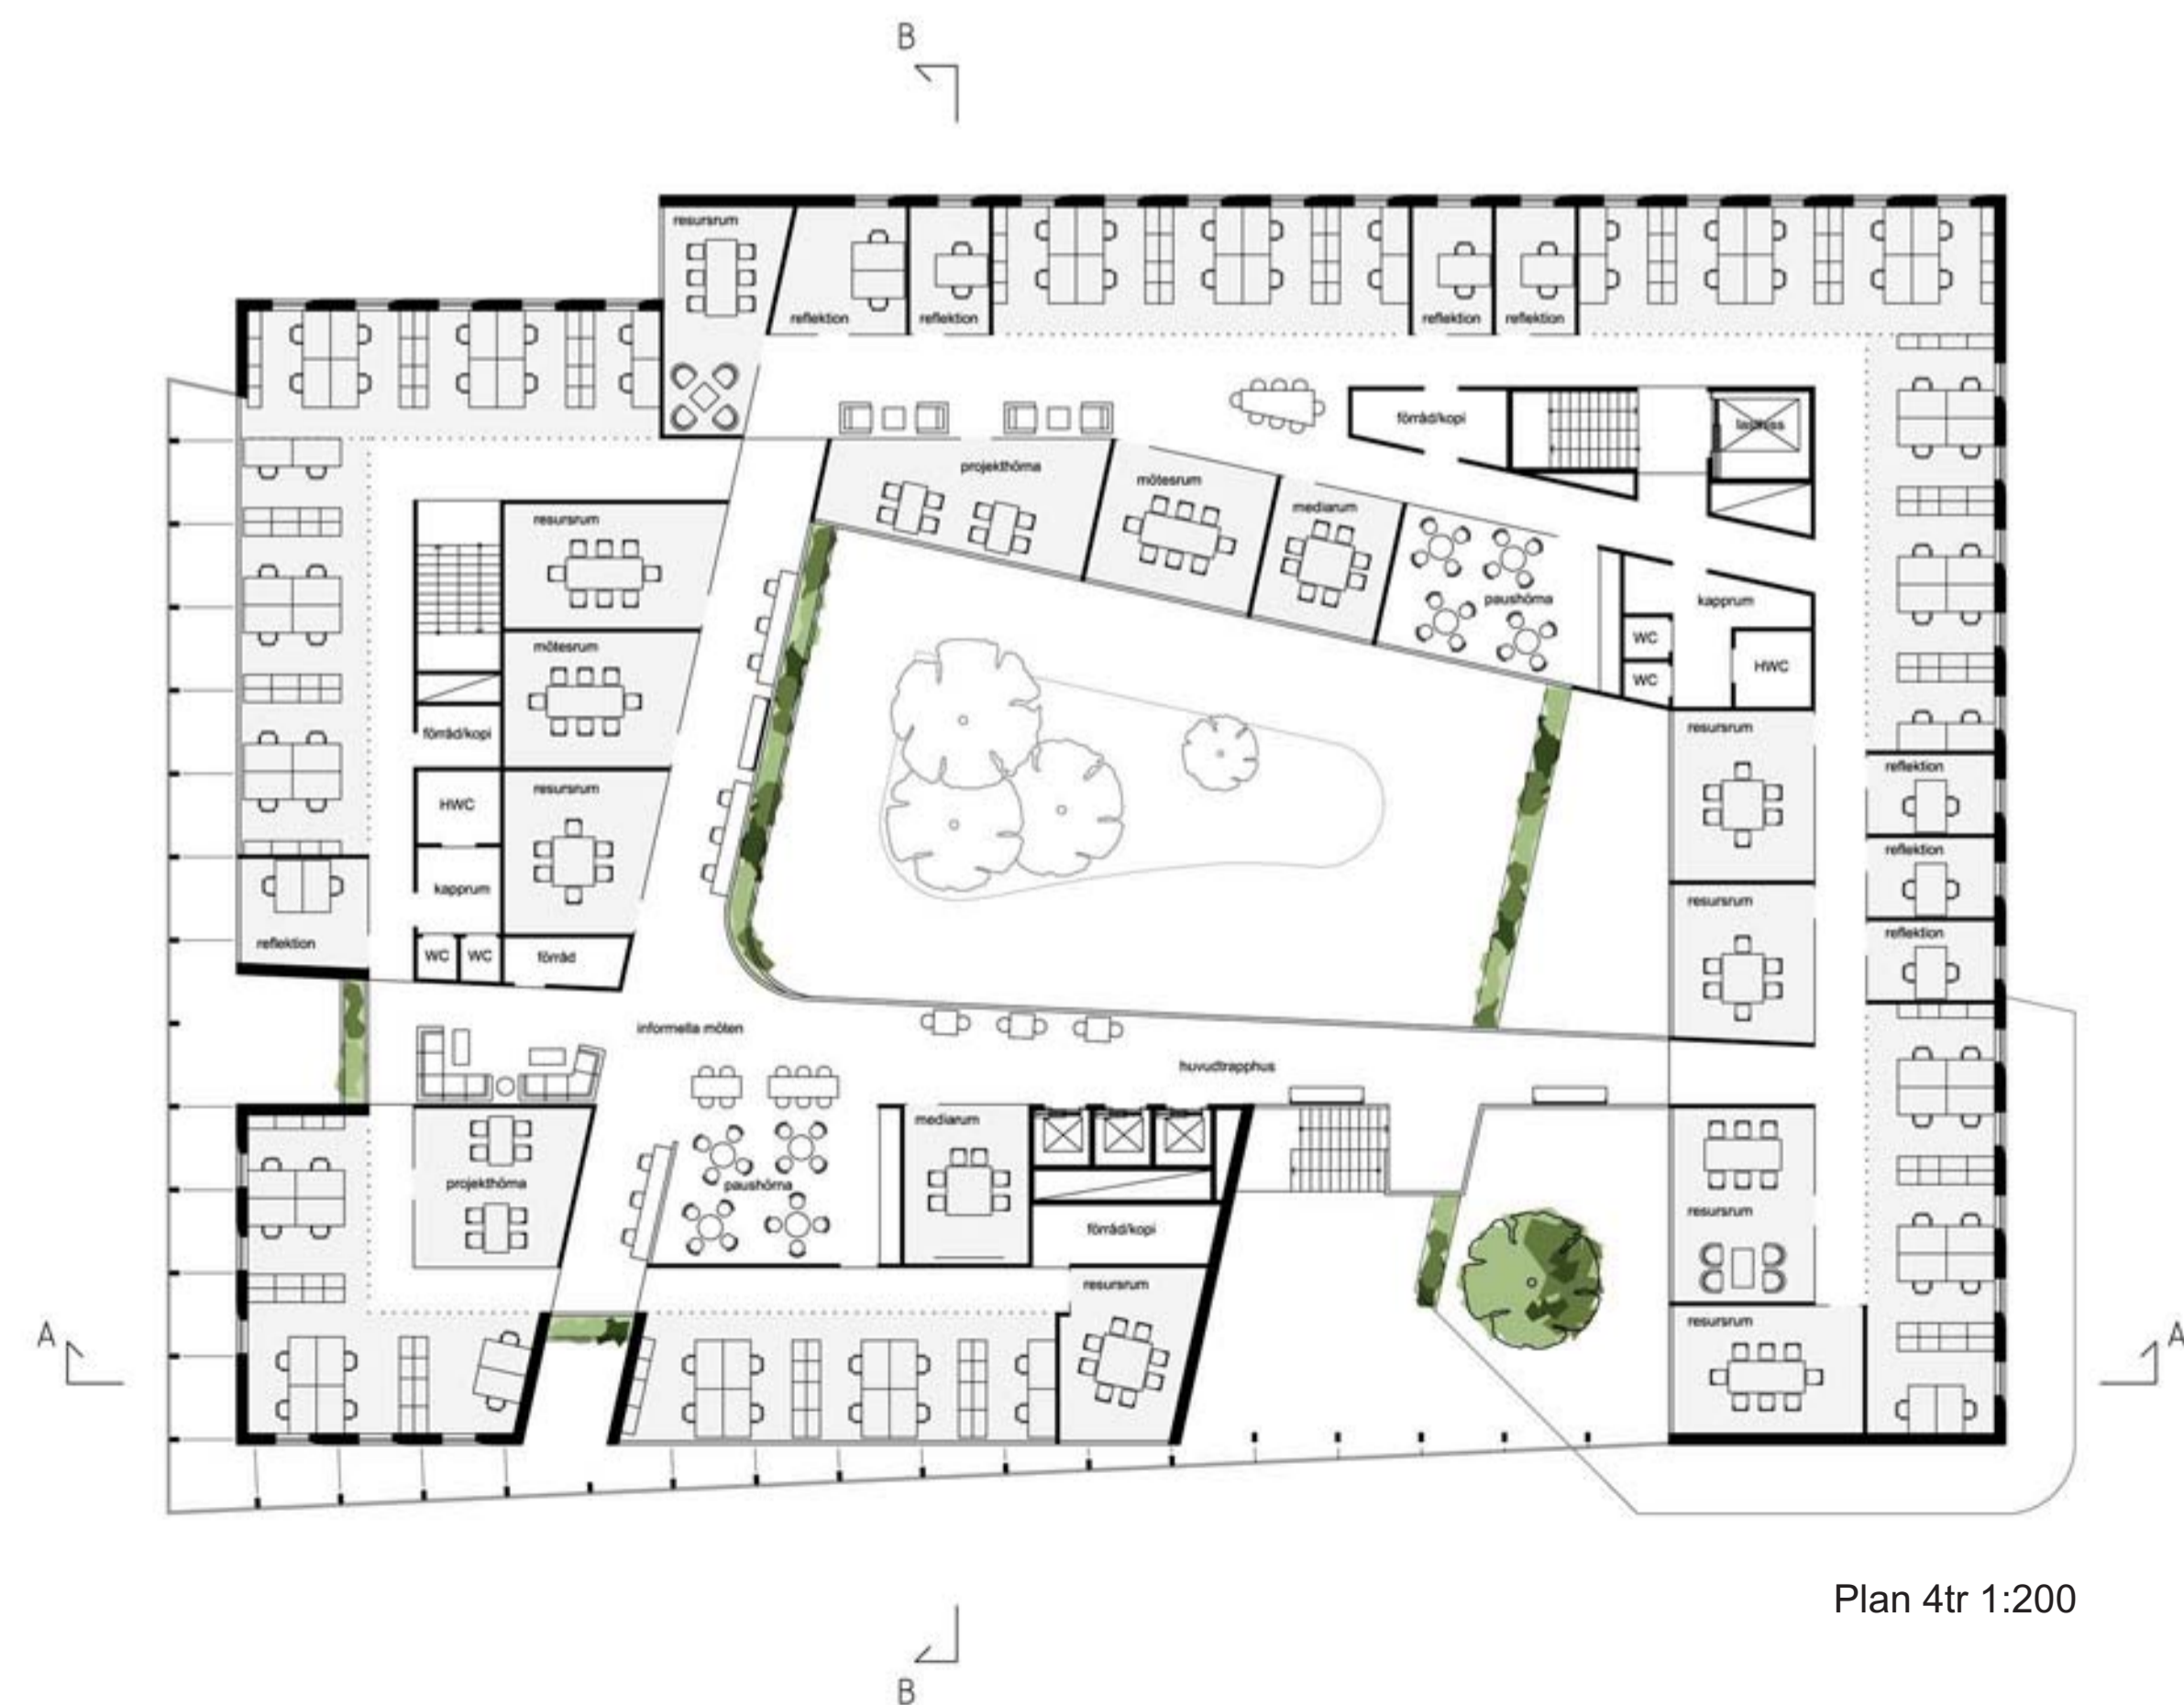 B
resursrum
reflektion
reflektion
reflektion
reflektion
förråd/kopi
lasthiss
projekthörna
mötesrum
mediarum
paushörna
kapprum
WC
WC
HWC
resursrum
mötesrum
förråd/kopi
resursrum
HWC
kapprum
WC
WC
förråd
reflektion
resursrum
reflektion
reflektion
resursrum
reflektion
informella möten
huvudtrapphus
mediarum
projekthörna
paushörna
förråd/kopi
resursrum
resursrum
resursrum
A
A
Plan 4tr 1:200
B